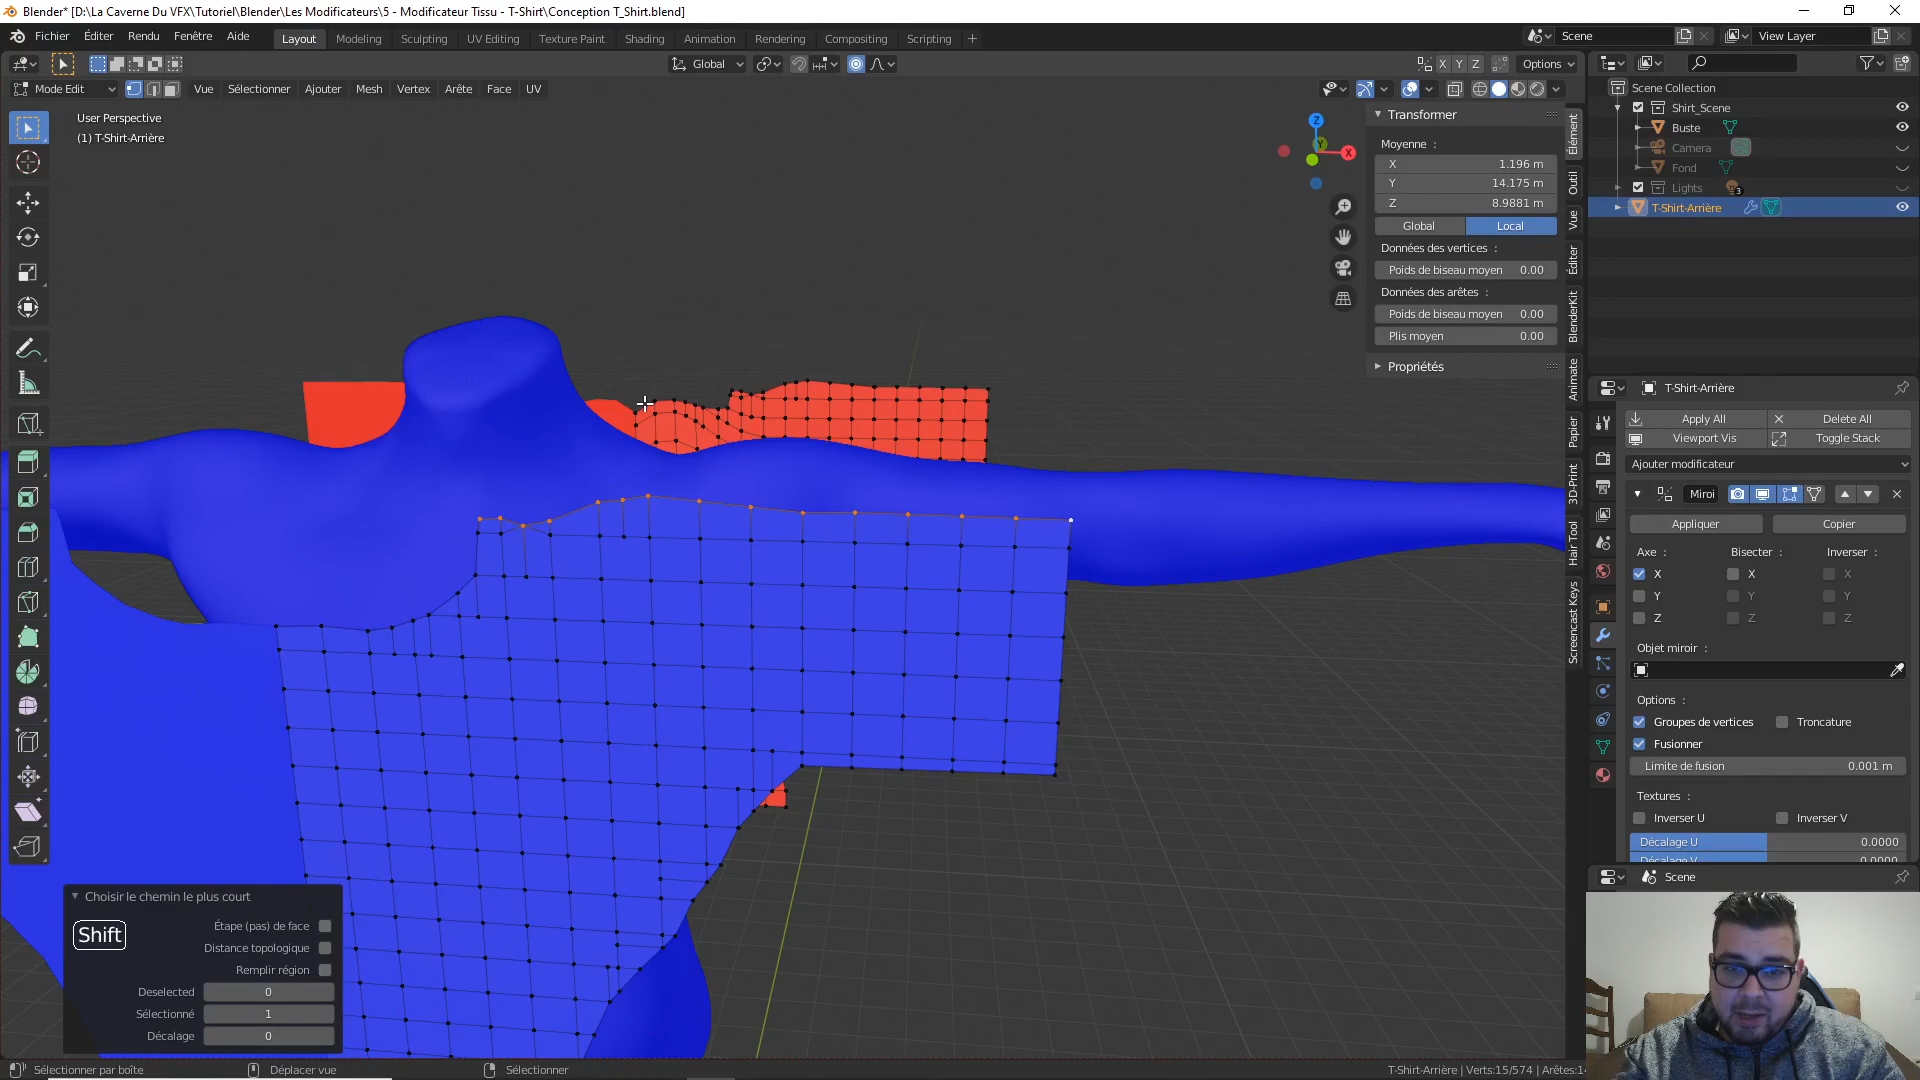 Blender* [D:\La Caverne Du VFX\Tutoriel\Blender\Les Modificateurs\5 - Modificateur Tissu - T-Shirt\Conception T_Shirt.blend]
Fichier Éditer Rendu Fenêtre Aide Layout Modeling Sculpting UV Editing Texture Paint Shading Animation Rendering Compositing Scripting Scene View Layer
Global X Y Z Options
Mode Edit Vue Sélectionner Ajouter Mesh Vertex Arête Face UV
User Perspective
(1) T-Shirt-Arrière
Z
Y
X
Transformer
Moyenne :
X 1.196 m
Y 14.175 m
Z 8.9881 m
Global Local
Données des vertices :
Poids de biseau moyen 0.00
Données des arêtes :
Poids de biseau moyen 0.00
Plis moyen 0.00
Propriétés
Élément
Outil
Vue
Éditer
BlenderKit
Animate
Papier
3D-Print
Hair Tool
Screencast Keys
Scene Collection
Shirt_Scene
Buste
Camera
Fond
Lights 3
T-Shirt-Arrière
T-Shirt-Arrière
Apply All Delete All
Viewport Vis Toggle Stack
Ajouter modificateur
Miroi
Appliquer Copier
Axe : Bisecter : Inverser :
X X X
Y Y Y
Z Z Z
Objet miroir :
Options :
Groupes de vertices Troncature
Fusionner
Limite de fusion 0.001 m
Textures :
Inverser U Inverser V
Décalage U 0.0000
Décalage V 0.0000
Scene
Choisir le chemin le plus court
Shift
Étape (pas) de face
Distance topologique
Remplir région
Deselected 0
Sélectionné 1
Décalage 0
Sélectionner par boîte Déplacer vue Sélectionner T-Shirt-Arrière | Verts:15/574 | Arêtes:1